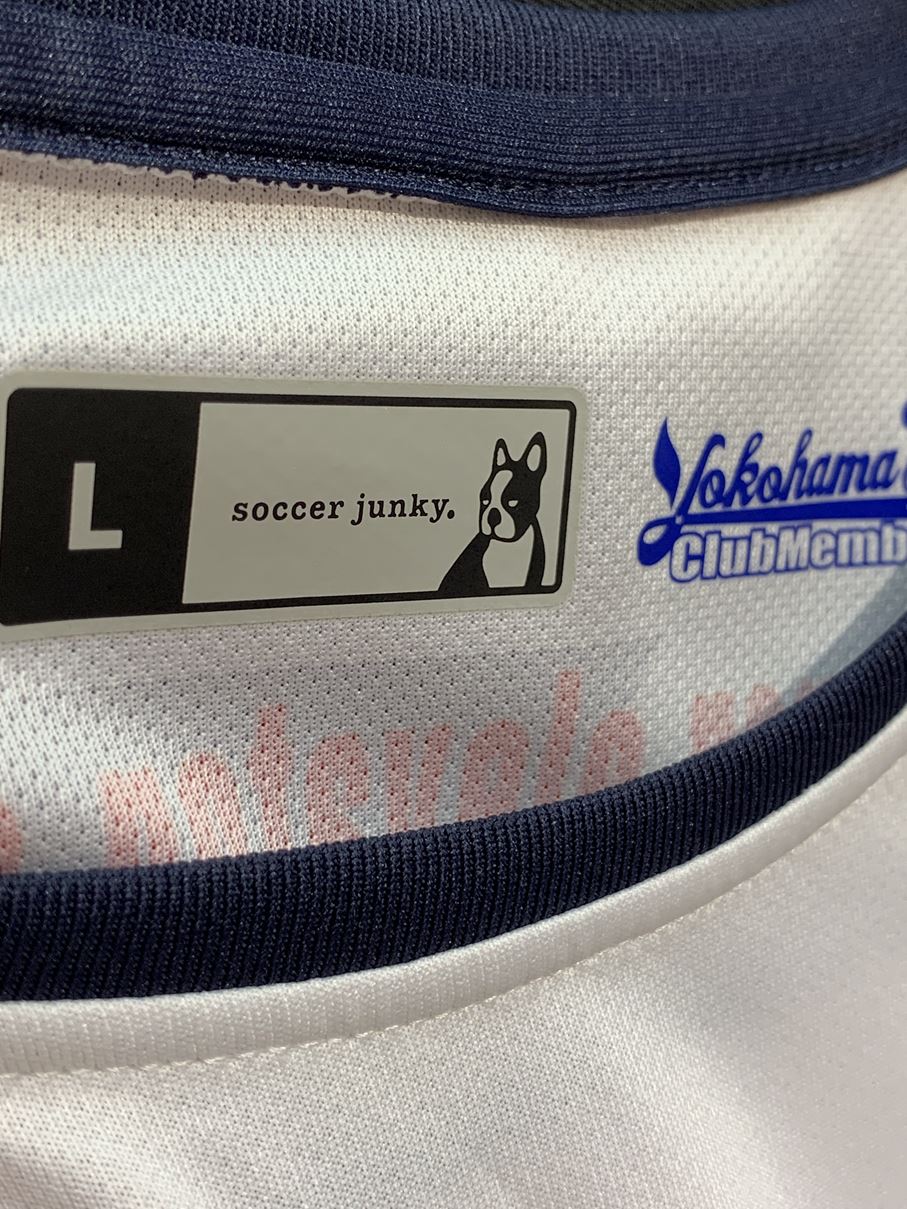 L
soccer junky.
Yokohama
ClubMemb